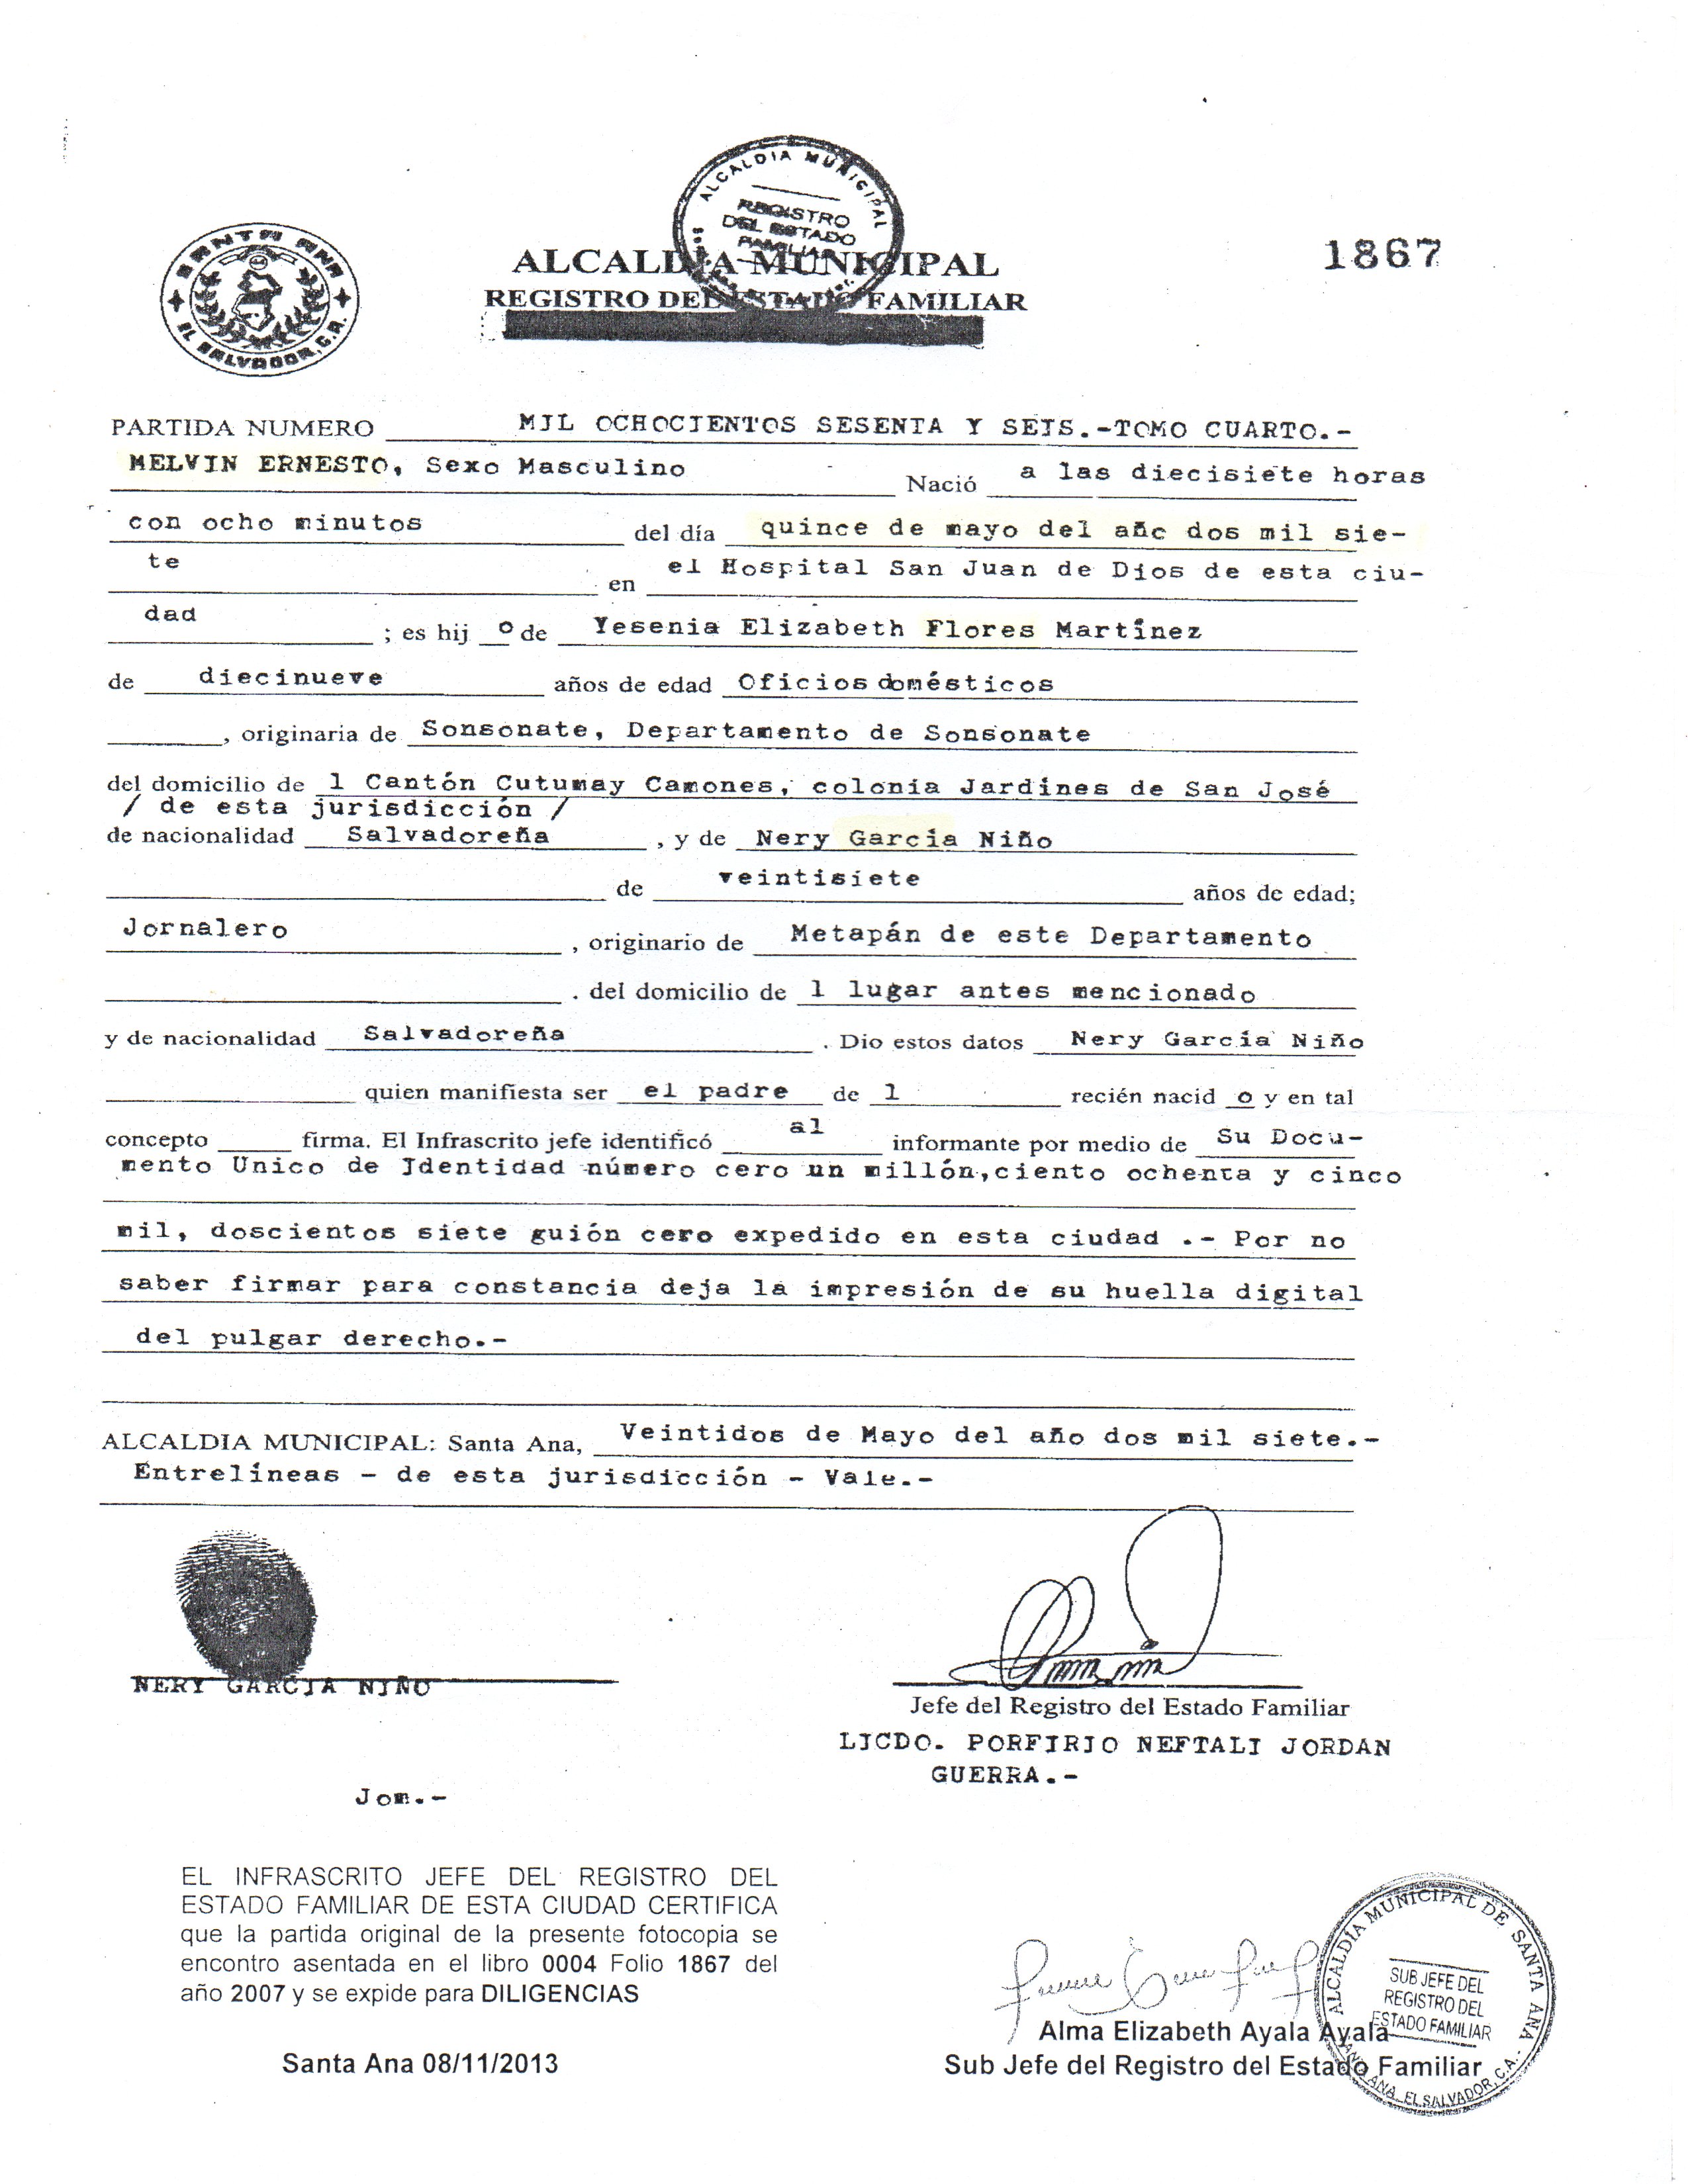 ALCALDIA MUNICIPAL
REGISTRO DEL ESTADO FAMILIAR
SANTA ANA
EL SALVADOR, C.A.
ALCALDIA MUNICIPAL
REGISTRO DEL ESTADO FAMILIAR
1867
PARTIDA NUMERO MIL OCHOCIENTOS SESENTA Y SEIS.-TOMO CUARTO.-
MELVIN ERNESTO, Sexo Masculino Nació a las diecisiete horas
con ocho minutos del día quince de mayo del año dos mil sie-
te en el Hospital San Juan de Dios de esta ciu-
dad ; es hij o de Yesenia Elizabeth Flores Martínez
de diecinueve años de edad Oficios domésticos
, originaria de Sonsonate, Departamento de Sonsonate
del domicilio de l Cantón Cutumay Camones, colonia Jardines de San José
/ de esta jurisdicción /
de nacionalidad Salvadoreña , y de Nery García Niño
de veintisiete años de edad;
Jornalero , originario de Metapán de este Departamento
. del domicilio de l lugar antes mencionado
y de nacionalidad Salvadoreña . Dio estos datos Nery García Niño
quien manifiesta ser el padre de l recién nacid o y en tal
concepto firma. El Infrascrito jefe identificó al informante por medio de Su Docu-
mento Unico de Identidad número cero un millón,ciento ochenta y cinco
mil, doscientos siete guión cero expedido en esta ciudad .- Por no
saber firmar para constancia deja la impresión de su huella digital
del pulgar derecho.-
ALCALDIA MUNICIPAL: Santa Ana, Veintidos de Mayo del año dos mil siete.-
Entrelíneas - de esta jurisdicción - Vale.-
NERY GARCIA NIÑO
Jefe del Registro del Estado Familiar
LICDO. PORFIRIO NEFTALI JORDAN
GUERRA.-
Jom.-
EL INFRASCRITO JEFE DEL REGISTRO DEL
ESTADO FAMILIAR DE ESTA CIUDAD CERTIFICA
que la partida original de la presente fotocopia se
encontro asentada en el libro 0004 Folio 1867 del
año 2007 y se expide para DILIGENCIAS
Santa Ana 08/11/2013
Alma Elizabeth Ayala Ayala
Sub Jefe del Registro del Estado Familiar
ALCALDIA MUNICIPAL DE SANTA ANA
SUB JEFE DEL
REGISTRO DEL
ESTADO FAMILIAR
SANTA ANA, EL SALVADOR, C.A.